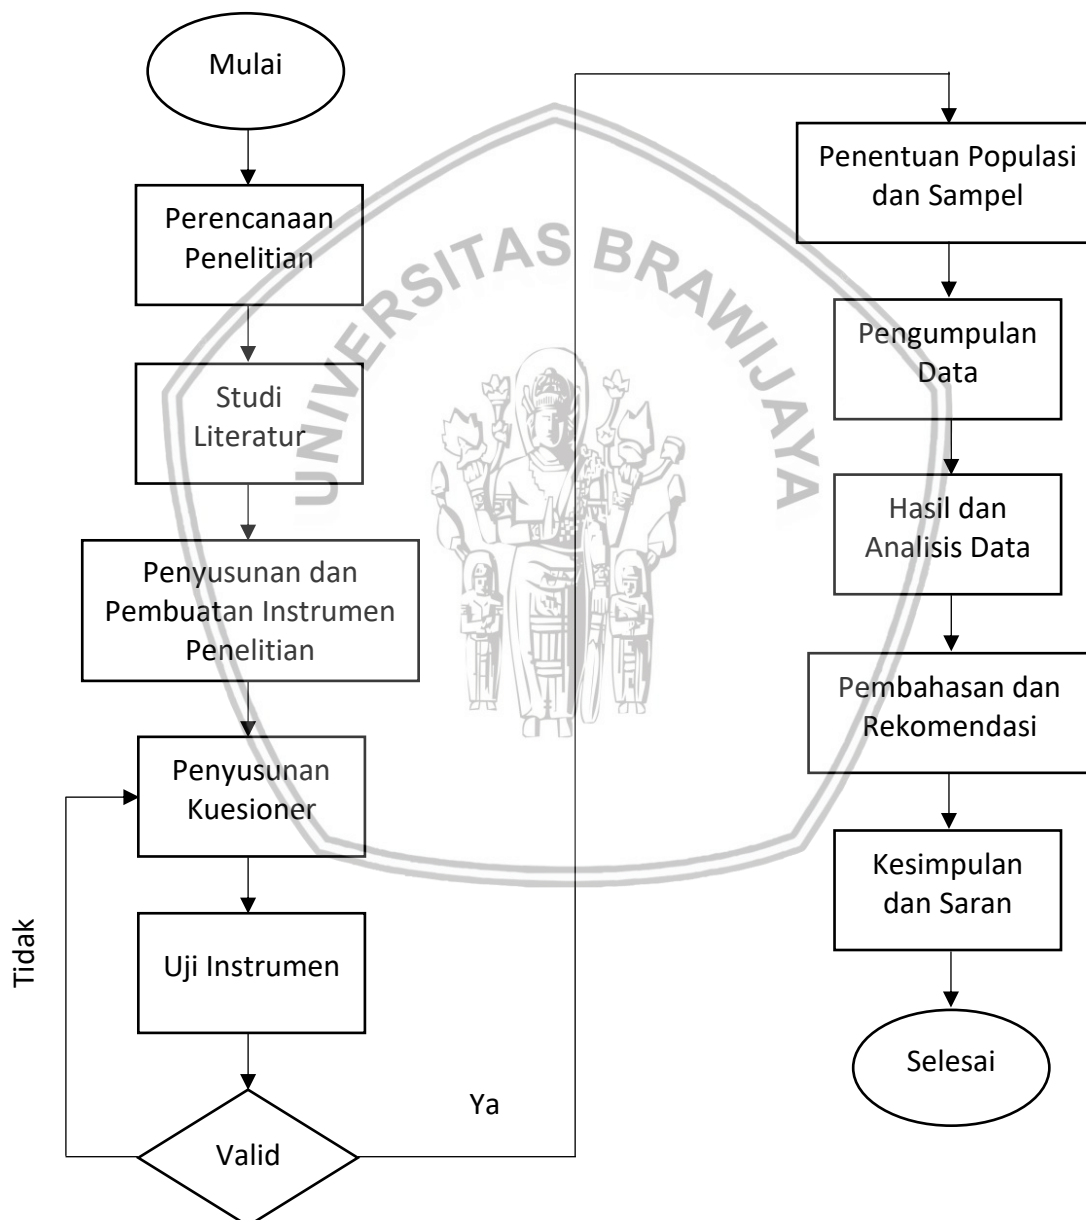 Mulai
Perencanaan
Penelitian
Studi
Literatur
Penyusunan dan
Pembuatan Instrumen
Penelitian
Penyusunan
Kuesioner
Uji Instrumen
Valid
Tidak
Ya
Penentuan Populasi
dan Sampel
Pengumpulan
Data
Hasil dan
Analisis Data
Pembahasan dan
Rekomendasi
Kesimpulan
dan Saran
Selesai
UNIVERSITAS BRAWIJAYA